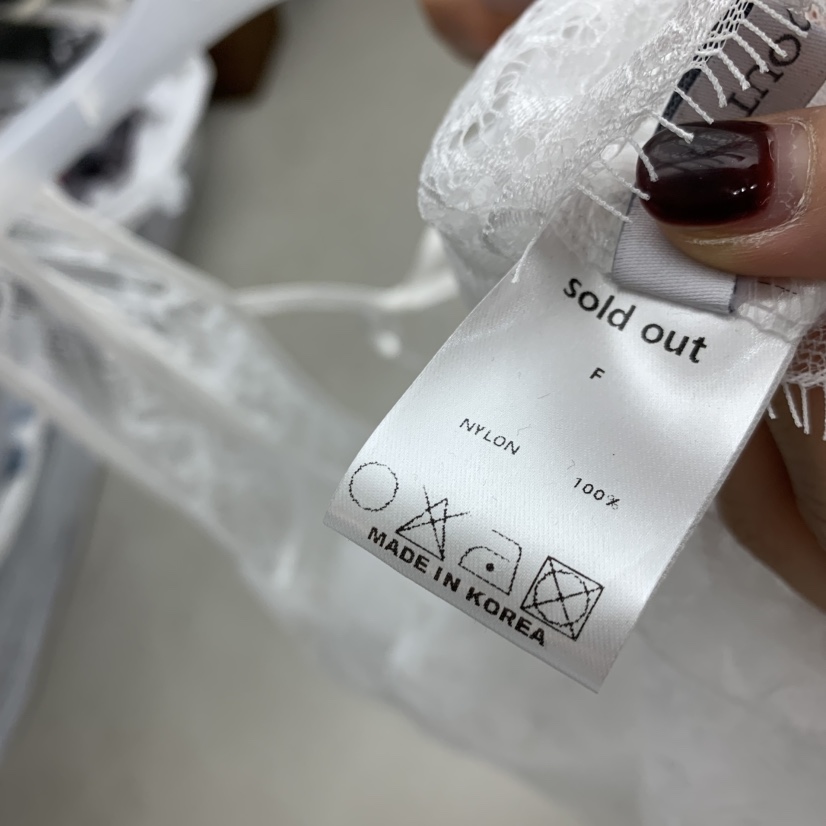 sold out
F
NYLON 100%
MADE IN KOREA